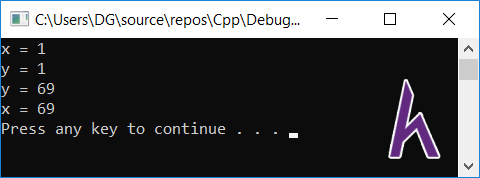 C:\Users\DG\source\repos\Cpp\Debug...
x = 1
y = 1
y = 69
x = 69
Press any key to continue . . .